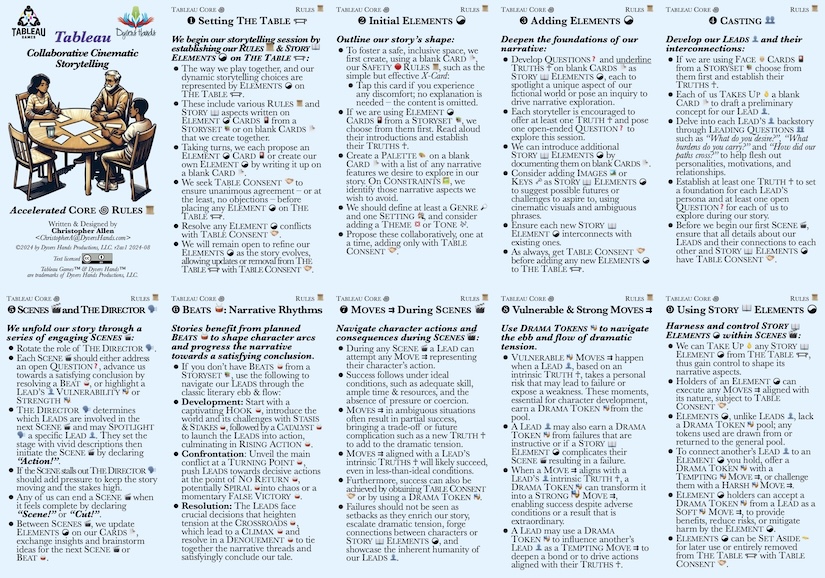 TABLEAU
GAMES
Dyvers Hands
Tableau
Collaborative Cinematic
Storytelling
Accelerated CORE RULES
Written & Designed by
Christopher Allen
<ChristopherA@DyversHands.com>
©2024 by Dyvers Hands Productions, LLC
2024-08
Text licensed
Tableau Games™ & Dyvers Hands™
are trademarks of Dyvers Hands Productions, LLC.
TABLEAU CORE RULES
❶ Setting THE TABLE
We begin our storytelling session by
establishing our RULES & STORY
ELEMENTS on THE TABLE :
• The way we play together, and our
dynamic storytelling choices are
represented by ELEMENTS on
THE TABLE .
• These include various RULES and
STORY aspects written on
ELEMENT CARDS from a
STORYSET or on blank CARDS
that we create together.
• Taking turns, we each propose an
ELEMENT CARD or create our
own ELEMENT by writing it up on
a blank CARD .
• We seek TABLE CONSENT to
ensure unanimous agreement – or at
the least, no objections – before
placing any ELEMENT on THE
TABLE .
• Resolve any ELEMENT conflicts
with TABLE CONSENT .
• We will remain open to refine our
ELEMENTS as the story evolves,
allowing updates or removal from THE
TABLE with TABLE CONSENT .
TABLEAU CORE RULES
❷ Initial ELEMENTS
Outline our story's shape:
• To foster a safe, inclusive space, we
first create, using a blank CARD ,
our SAFETY RULES , such as the
simple but effective X-Card:
• Tap this card if you experience
any discomfort; no explanation is
needed – the content is omitted.
• If we are using ELEMENT
CARDS from a STORYSET , we
choose from them first. Read aloud
their introductions and establish
their TRUTHS †.
• Create a PALETTE on a blank
CARD with a list of any narrative
features we desire to explore in our
story. On CONSTRAINTS , we
identify those narrative aspects we
wish to avoid.
• We should define at least a GENRE
and one SETTING , and consider
adding a THEME or TONE .
• Propose these collaboratively, one at
a time, adding only with TABLE
CONSENT .
TABLEAU CORE RULES
❸ Adding ELEMENTS
Deepen the foundations of our
narrative:
• Develop QUESTIONS ? and underline
TRUTHS † on blank CARDS as
STORY ELEMENTS , each to
spotlight a unique aspect of our
fictional world or pose an inquiry to
drive narrative exploration.
• Each storyteller is encouraged to
offer at least one TRUTH † and pose
one open-ended QUESTION ? to
explore this session.
• We can introduce additional
STORY ELEMENTS by
documenting them on blank CARDS .
• Consider adding IMAGES or
KEYS as STORY ELEMENTS
to suggest possible futures or
challenges to aspire to, using
cinematic visuals and ambiguous
phrases.
• Ensure each new STORY
ELEMENT interconnects with
existing ones.
• As always, get TABLE CONSENT
before adding any new ELEMENTS
to THE TABLE .
TABLEAU CORE RULES
❹ CASTING
Develop our LEADS and their
interconnections:
• If we are using FACE CARDS
from a STORYSET choose from
them first and establish their
TRUTHS †.
• Each of us TAKES UP a blank
CARD to draft a preliminary
concept for our LEAD .
• Delve into each LEAD'S backstory
through LEADING QUESTIONS
such as “What do you desire?”, “What
burdens do you carry?” and “How did our
paths cross?” to help flesh out
personalities, motivations, and
relationships.
• Establish at least one TRUTH † to set
a foundation for each LEAD'S
persona and at least one open
QUESTION ? for each of us to
explore during our story.
• Before we begin our first SCENE ,
ensure that all details about our
LEADS and their connections to each
other and STORY ELEMENTS
have TABLE CONSENT .
TABLEAU CORE RULES
❺ SCENES and THE DIRECTOR
We unfold our story through a
series of engaging SCENES :
• Rotate the role of THE DIRECTOR .
• Each SCENE should either address
an open QUESTION ?, advance us
towards a satisfying conclusion by
resolving a BEAT , or highlight a
LEAD'S VULNERABILITY or
STRENGTH .
• THE DIRECTOR determines
which LEADS are involved in the
next SCENE and may SPOTLIGHT
a specific LEAD . They set the
stage with vivid descriptions then
initiate the SCENE by declaring
“Action!”.
• If the SCENE stalls out THE DIRECTOR
should add pressure to keep the story
moving and the stakes high.
• Any of us can end a SCENE when
it feels complete by declaring
“Scene!” or “Cut!”.
• Between SCENES , we update
ELEMENTS on our CARDS ,
exchange insights and brainstorm
ideas for the next SCENE or
BEAT .
TABLEAU CORE RULES
❻ BEATS : Narrative Rhythms
Stories benefit from planned
BEATS to shape character arcs
and progress the narrative
towards a satisfying conclusion.
• If you don't have BEATS from a
STORYSET , use the following to
navigate our LEADS through the
classic literary ebb & flow:
• Development: Start with a
captivating HOOK , introduce the
world and its challenges with STASIS
& STAKES , followed by a CATALYST
to launch the LEADS into action,
culminating in RISING ACTION .
• Confrontation: Unveil the main
conflict at a TURNING POINT ,
push LEADS towards decisive actions
at the point of NO RETURN ,
potentially SPIRAL into chaos or a
momentary FALSE VICTORY .
• Resolution: The LEADS face
crucial decisions that heighten
tension at the CROSSROADS ,
which lead to a CLIMAX and
resolve in a DENOUEMENT to tie
together the narrative threads and
satisfyingly conclude our tale.
TABLEAU CORE RULES
❼ MOVES During SCENES
Navigate character actions and
consequences during SCENES :
• During any SCENE a LEAD can
attempt any MOVE representing
their character's action.
• Success follows under ideal
conditions, such as adequate skill,
ample time & resources, and the
absence of pressure or coercion.
• MOVES in ambiguous situations
often result in partial success,
bringing a trade-off or future
complication such as a new TRUTH †
to add to the dramatic tension.
• MOVES aligned with a LEAD'S
intrinsic TRUTHS † will likely succeed,
even in less-than-ideal conditions.
• Furthermore, success can also be
achieved by obtaining TABLE CONSENT
or by using a DRAMA TOKEN .
• Failures should not be seen as
setbacks as they enrich our story,
escalate dramatic tension, forge
connections between characters or
STORY ELEMENTS , and
showcase the inherent humanity of
our LEADS .
TABLEAU CORE RULES
❽ Vulnerable & Strong MOVES
Use DRAMA TOKENS to navigate
the ebb and flow of dramatic
tension.
• VULNERABLE MOVES happen
when a LEAD , based on an
intrinsic TRUTH †, takes a personal
risk that may lead to failure or
expose a weakness. These moments,
essential for character development,
earn a DRAMA TOKEN from the
pool.
• A LEAD may also earn a DRAMA
TOKEN from failures that are
instructive or if a STORY
ELEMENT complicates their
SCENE resulting in a failure.
• When a MOVE aligns with a
LEAD'S intrinsic TRUTH †, a
DRAMA TOKEN can transform it
into a STRONG MOVE ,
enabling success despite adverse
conditions or a result that is
extraordinary.
• A LEAD may use a DRAMA
TOKEN to influence another's
LEAD as a TEMPTING MOVE to
drive or tempt actions
aligned with their TRUTHS †.
TABLEAU CORE RULES
❾ Using STORY ELEMENTS
Harness and control STORY
ELEMENTS within SCENES :
• We can TAKE UP any STORY
ELEMENT from THE TABLE ,
thus gain control to shape its
narrative aspects.
• Holders of an ELEMENT can
execute any MOVES aligned with
its nature, subject to TABLE
CONSENT .
• ELEMENTS , unlike LEADS , lack
a DRAMA TOKEN pool; any
tokens used are drawn from or
returned to the general pool.
• To connect another's LEAD to an
ELEMENT you hold, offer a
DRAMA TOKEN with a
TEMPTING MOVE , or challenge
them with a HARSH MOVE .
• ELEMENT holders can accept a
DRAMA TOKEN from a LEAD as a
SOFT MOVE , to provide
benefits, reduce risks, or mitigate
harm by the ELEMENT .
• ELEMENTS can be SET ASIDE
for later use or entirely removed
from THE TABLE with TABLE
CONSENT .